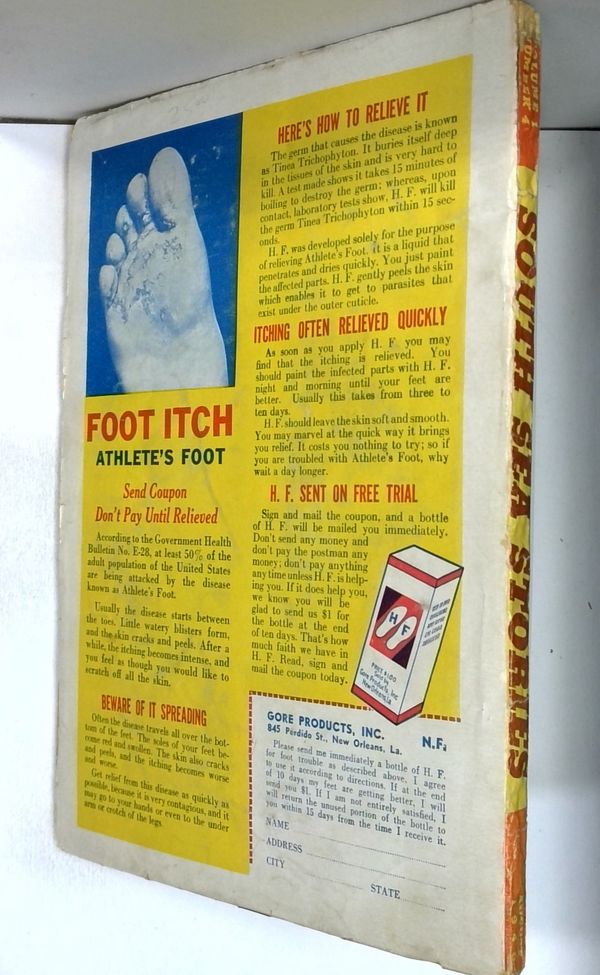 FOOT ITCH
ATHLETE'S FOOT
Send Coupon
Don't Pay Until Relieved
According to the Government Health
Bulletin No. E-28, at least 50% of the
adult population of the United States
are being attacked by the disease
known as Athlete's Foot.
Usually the disease starts between
the toes. Little watery blisters form,
and the skin cracks and peels. After a
while, the itching becomes intense, and
you feel as though you would like to
scratch off all the skin.
BEWARE OF IT SPREADING
Often the disease travels all over the bot-
tom of the feet. The soles of your feet be-
come red and swollen. The skin also cracks
and peels, and the itching becomes worse
and worse.
Get relief from this disease as quickly as
possible, because it is very contagious, and it
may go to your hands or even to the under
arm or crotch of the legs.
HERE'S HOW TO RELIEVE IT
The germ that causes the disease is known
as Tinea Trichophyton. It buries itself deep
in the tissues of the skin and is very hard to
kill. A test made shows it takes 15 minutes of
boiling to destroy the germ; whereas, upon
contact, laboratory tests show, H. F. will kill
the germ Tinea Trichophyton within 15 sec-
onds.
H. F. was developed solely for the purpose
of relieving Athlete's Foot. It is a liquid that
penetrates and dries quickly. You just paint
the affected parts. H. F. gently peels the skin
which enables it to get to parasites that
exist under the outer cuticle.
ITCHING OFTEN RELIEVED QUICKLY
As soon as you apply H. F. you may
find that the itching is relieved. You
should paint the infected parts with H. F.
night and morning until your feet are
better. Usually this takes from three to
ten days.
H. F. should leave the skin soft and smooth.
You may marvel at the quick way it brings
you relief. It costs you nothing to try; so if
you are troubled with Athlete's Foot, why
wait a day longer.
H. F. SENT ON FREE TRIAL
Sign and mail the coupon, and a bottle
of H. F. will be mailed you immediately.
Don't send any money and
don't pay the postman any
money; don't pay anything
any time unless H. F. is help-
ing you. If it does help you,
we know you will be
glad to send us $1 for
the bottle at the end
of ten days. That's how
much faith we have in
H. F. Read, sign and
mail the coupon today.
H F
PRICE $1.00
Sold by
Gore Products, Inc.
New Orleans, La.
GORE PRODUCTS, INC. N.F.
845 Perdido St., New Orleans, La.
Please send me immediately a bottle of H. F.
for foot trouble as described above. I agree
to use it according to directions. If at the end
of 10 days my feet are getting better, I will
send you $1. If I am not entirely satisfied, I
will return the unused portion of the bottle to
you within 15 days from the time I receive it.
NAME
ADDRESS
CITY STATE
VOLUME 1
NUMBER 4
SOUTH SEA STORIES